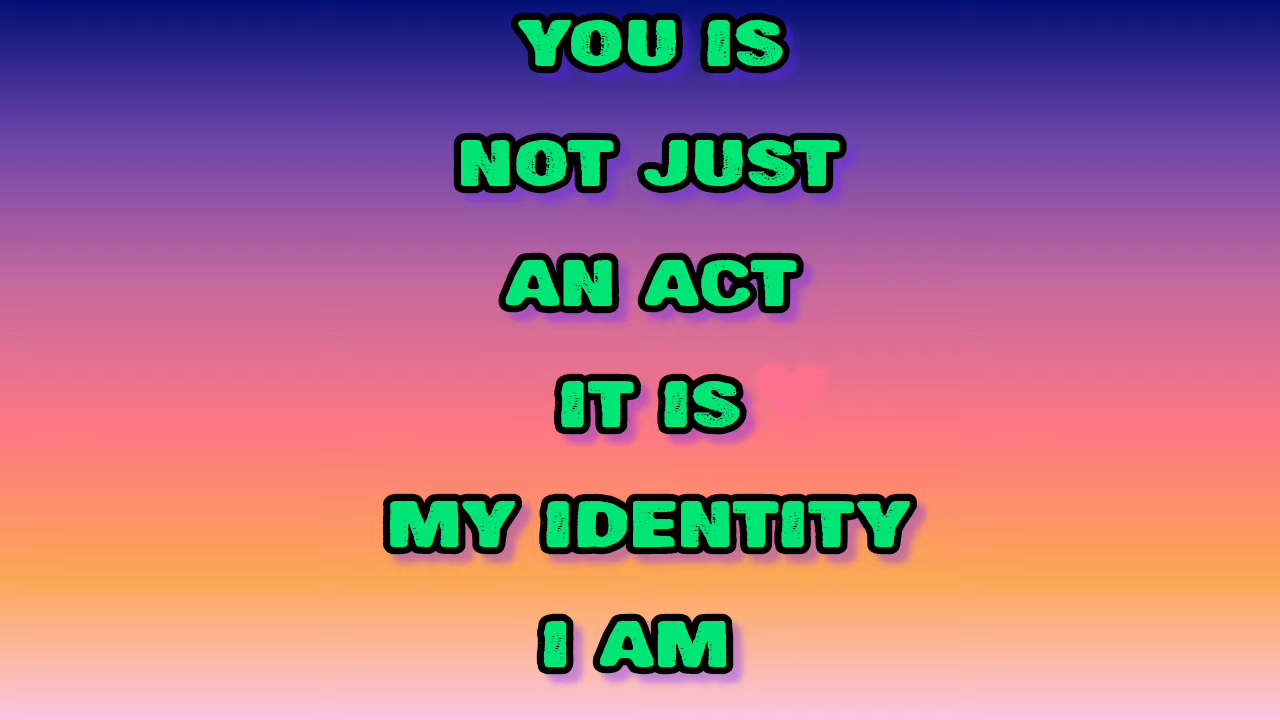 YOU IS
NOT JUST
AN ACT
IT IS 🩷
MY IDENTITY
I AM